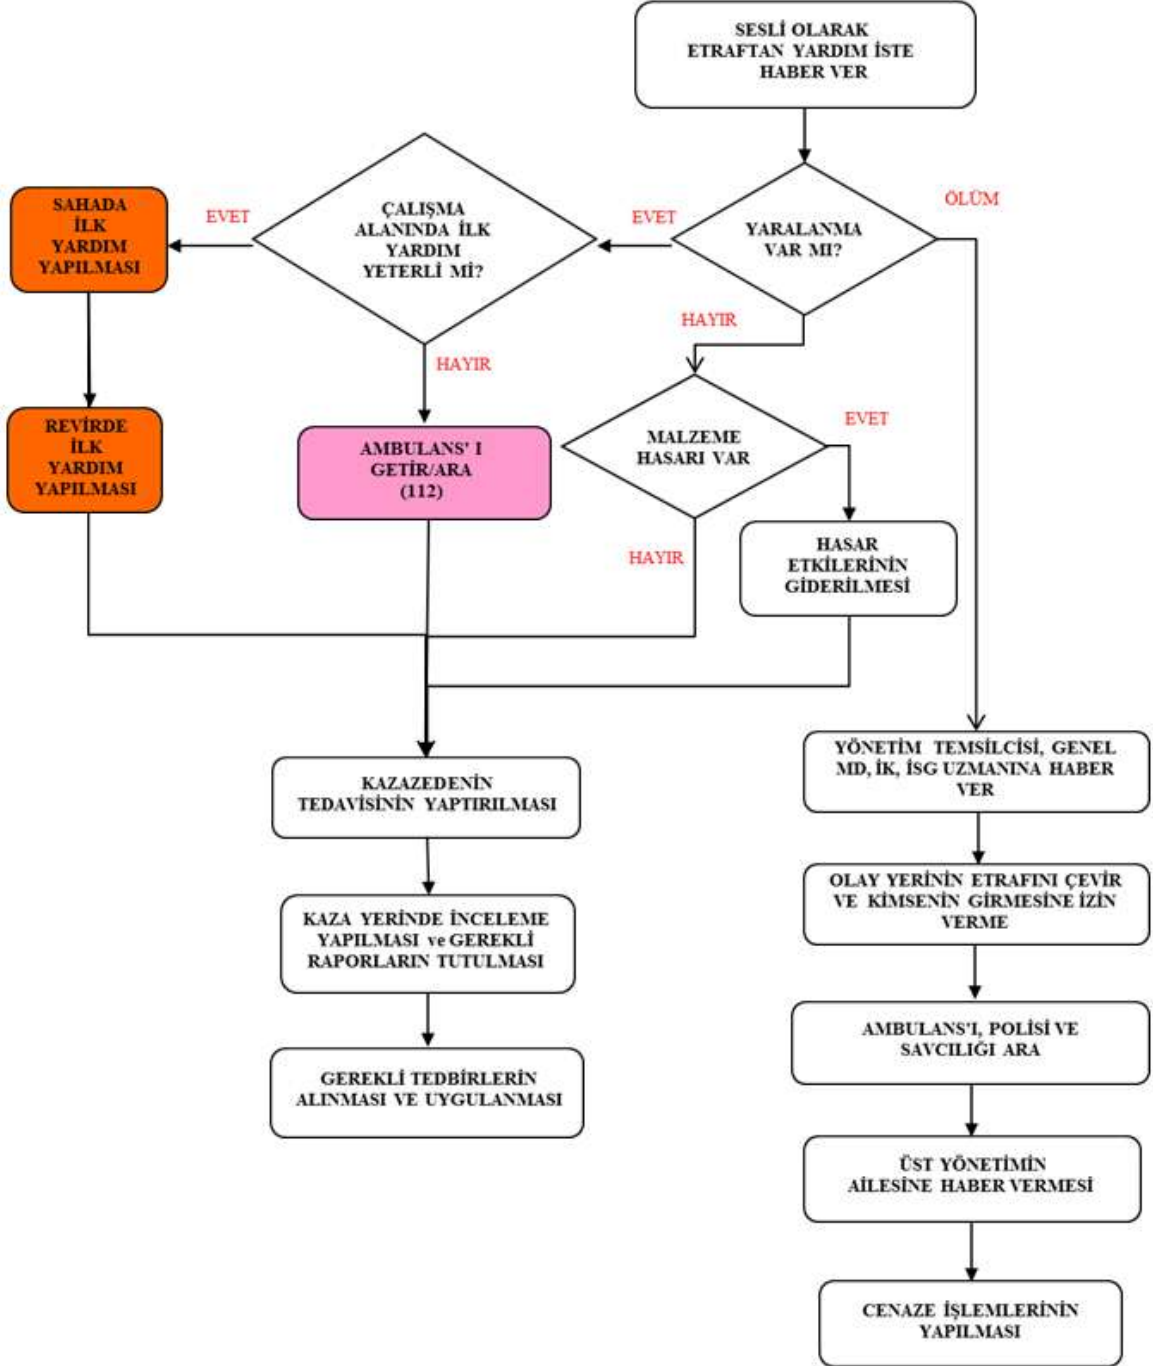 SESLİ OLARAK
ETRAFTAN YARDIM İSTE
HABER VER
ÖLÜM
YARALANMA
VAR MI?
EVET
ÇALIŞMA
ALANINDA İLK
YARDIM
YETERLİ Mİ?
EVET
SAHADA
İLK
YARDIM
YAPILMASI
HAYIR
HAYIR
REVİRDE
İLK
YARDIM
YAPILMASI
AMBULANS' I
GETİR/ARA
(112)
MALZEME
HASARI VAR
EVET
HAYIR
HASAR
ETKİLERİNİN
GİDERİLMESİ
KAZAZEDENİN
TEDAVİSİNİN YAPTIRILMASI
KAZA YERİNDE İNCELEME
YAPILMASI ve GEREKLİ
RAPORLARIN TUTULMASI
GEREKLİ TEDBİRLERİN
ALINMASI VE UYGULANMASI
YÖNETİM TEMSİLCİSİ, GENEL
MD, İK, İSG UZMANINA HABER
VER
OLAY YERİNİN ETRAFINI ÇEVİR
VE KİMSENİN GİRMESİNE İZİN
VERME
AMBULANS'I, POLİSİ VE
SAVCILIĞI ARA
ÜST YÖNETİMİN
AİLESİNE HABER VERMESİ
CENAZE İŞLEMLERİNİN
YAPILMASI